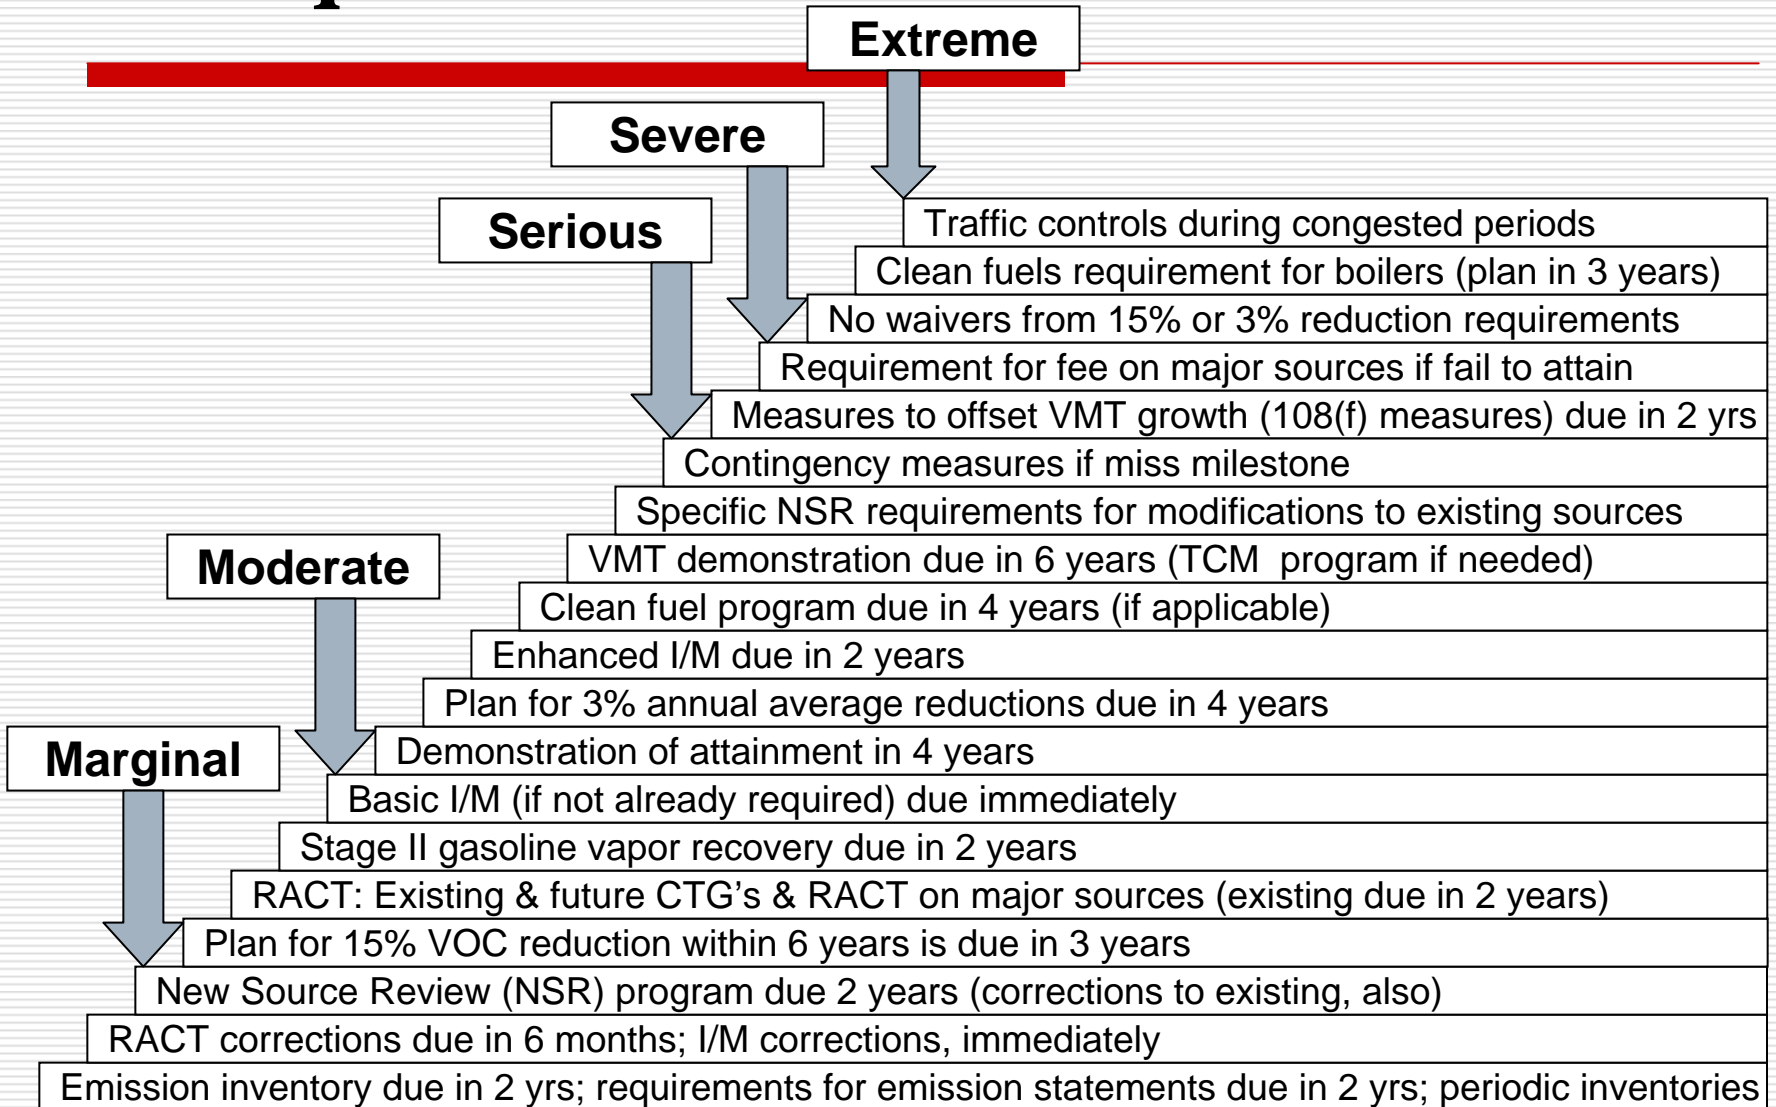 Extreme
Severe
Serious
Traffic controls during congested periods
Clean fuels requirement for boilers (plan in 3 years)
No waivers from 15% or 3% reduction requirements
Requirement for fee on major sources if fail to attain
Measures to offset VMT growth (108(f) measures) due in 2 yrs
Contingency measures if miss milestone
Specific NSR requirements for modifications to existing sources
Moderate
VMT demonstration due in 6 years (TCM program if needed)
Clean fuel program due in 4 years (if applicable)
Enhanced I/M due in 2 years
Plan for 3% annual average reductions due in 4 years
Marginal
Demonstration of attainment in 4 years
Basic I/M (if not already required) due immediately
Stage II gasoline vapor recovery due in 2 years
RACT: Existing & future CTG's & RACT on major sources (existing due in 2 years)
Plan for 15% VOC reduction within 6 years is due in 3 years
New Source Review (NSR) program due 2 years (corrections to existing, also)
RACT corrections due in 6 months; I/M corrections, immediately
Emission inventory due in 2 yrs; requirements for emission statements due in 2 yrs; periodic inventories